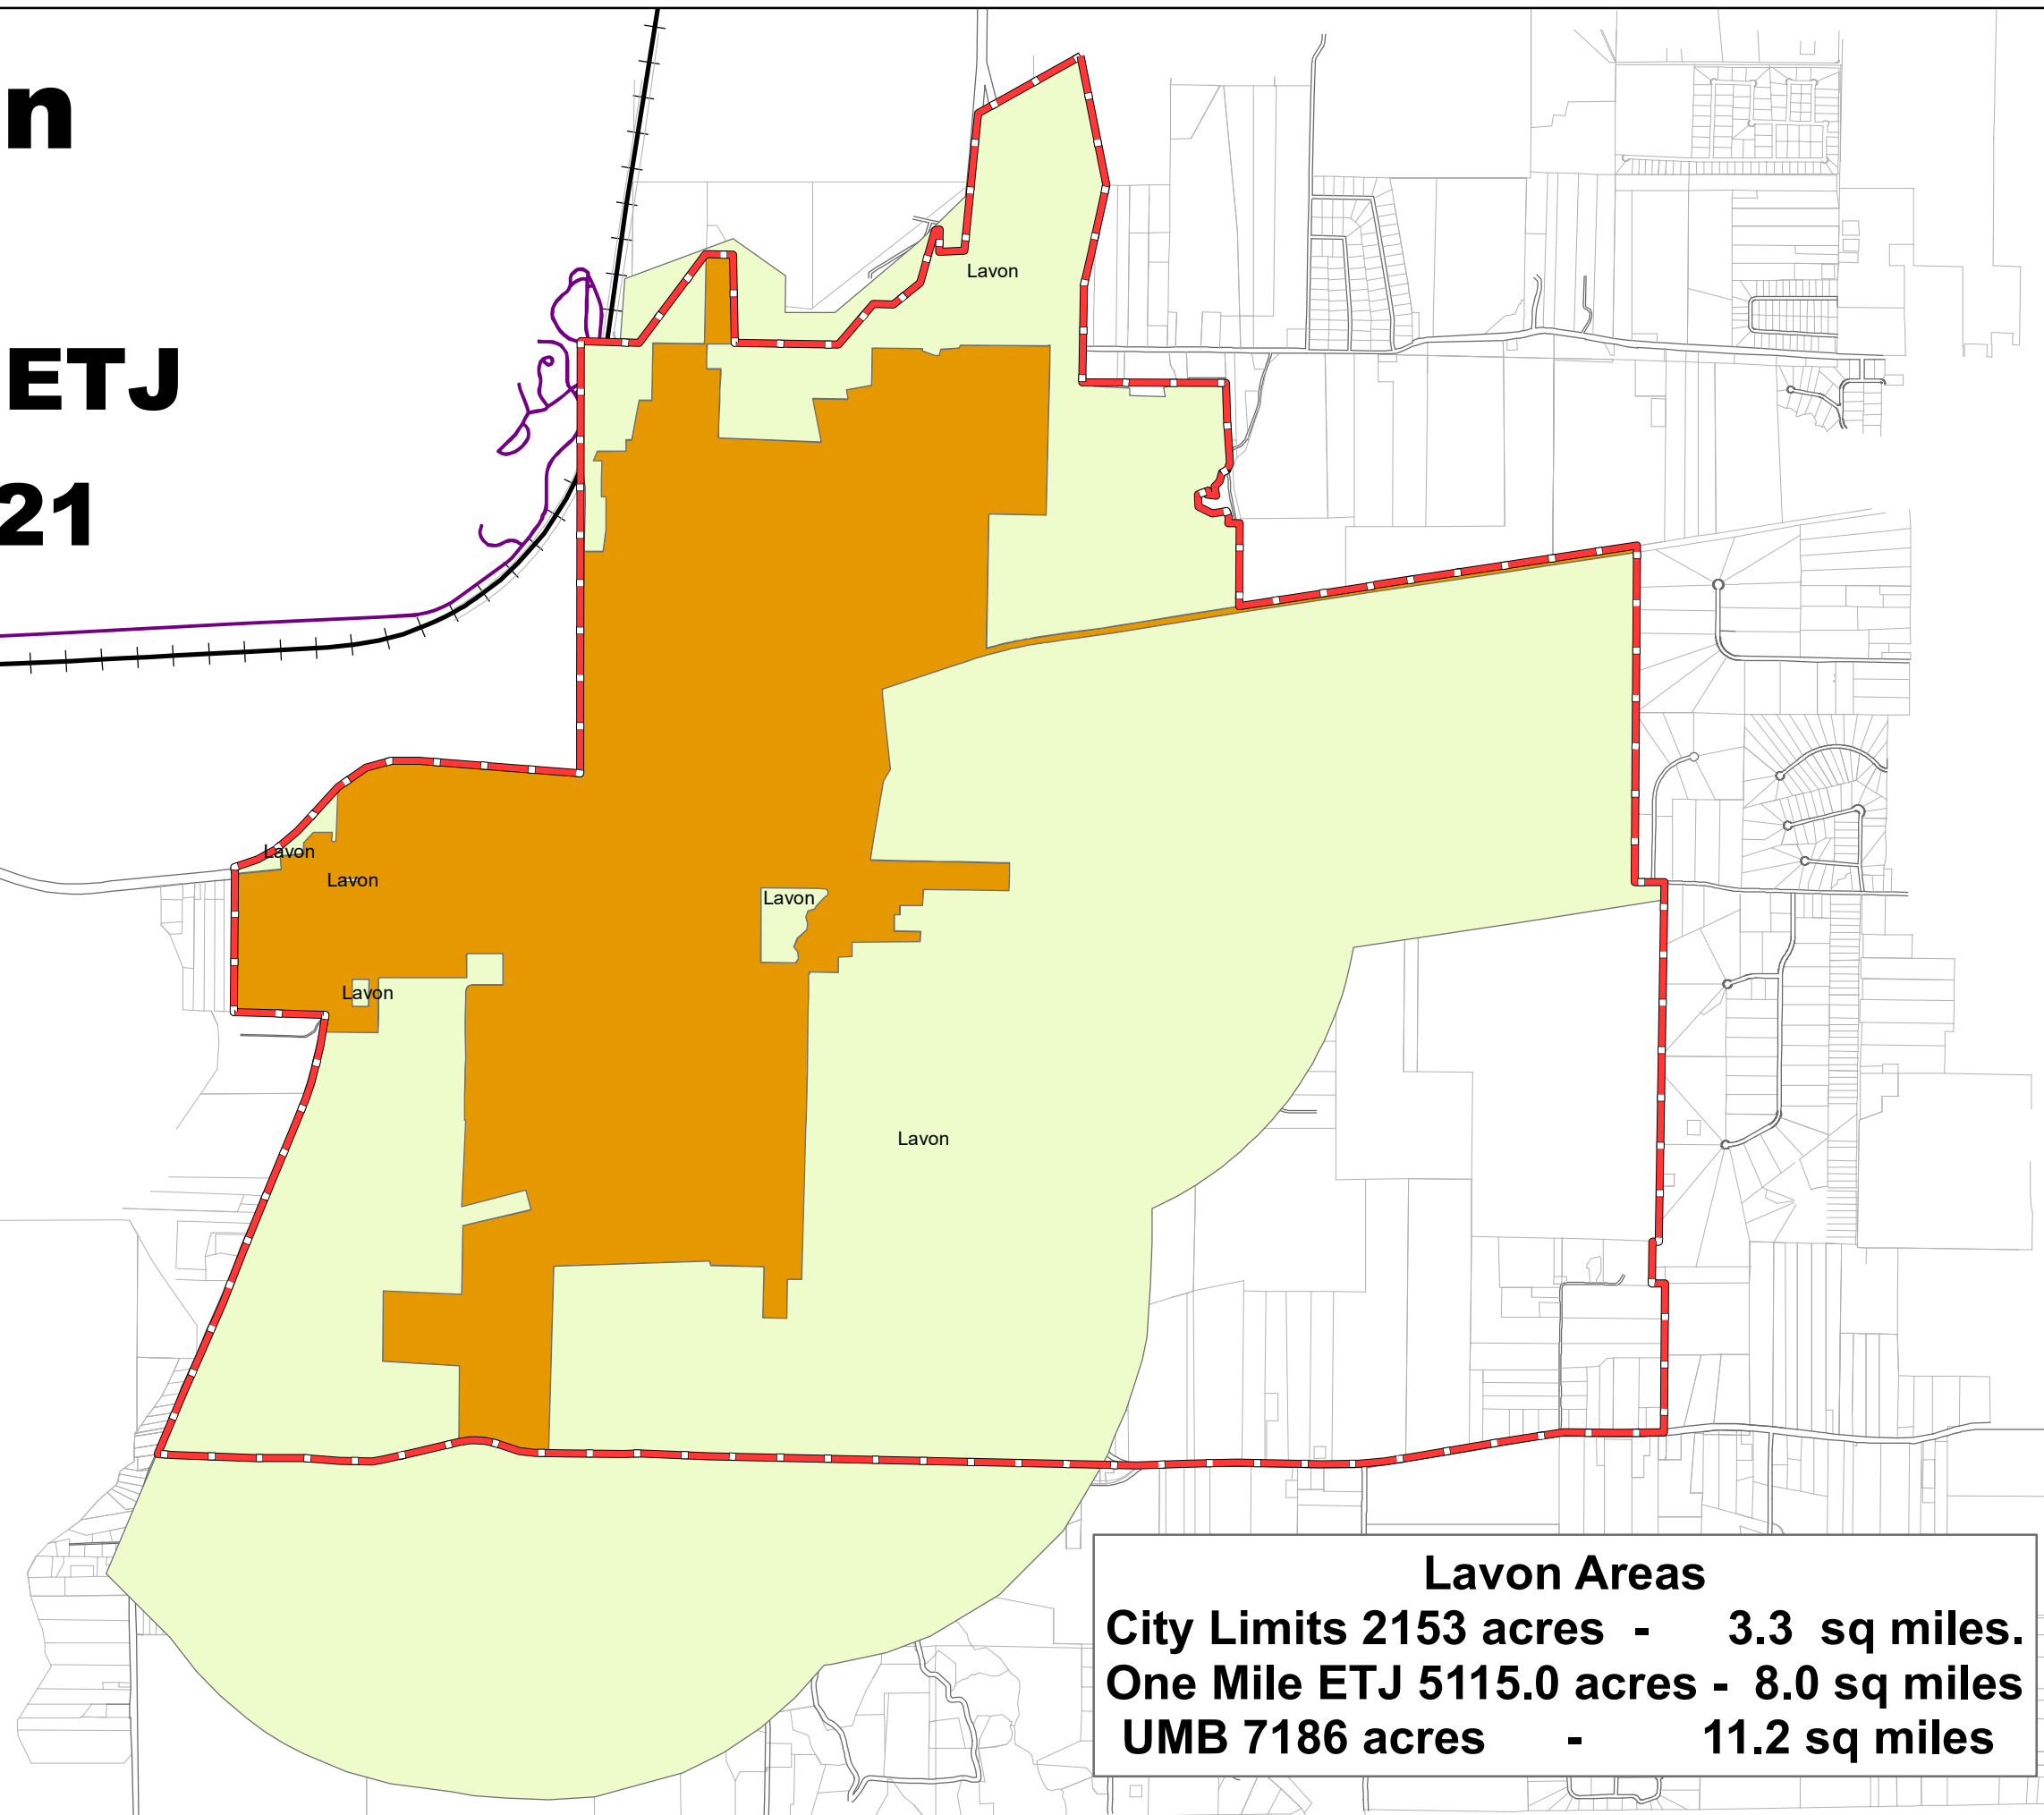 n
ETJ
21
Lavon
Lavon
Lavon
Lavon
Lavon
Lavon
Lavon Areas
City Limits 2153 acres - 3.3 sq miles.
One Mile ETJ 5115.0 acres - 8.0 sq miles
UMB 7186 acres - 11.2 sq miles